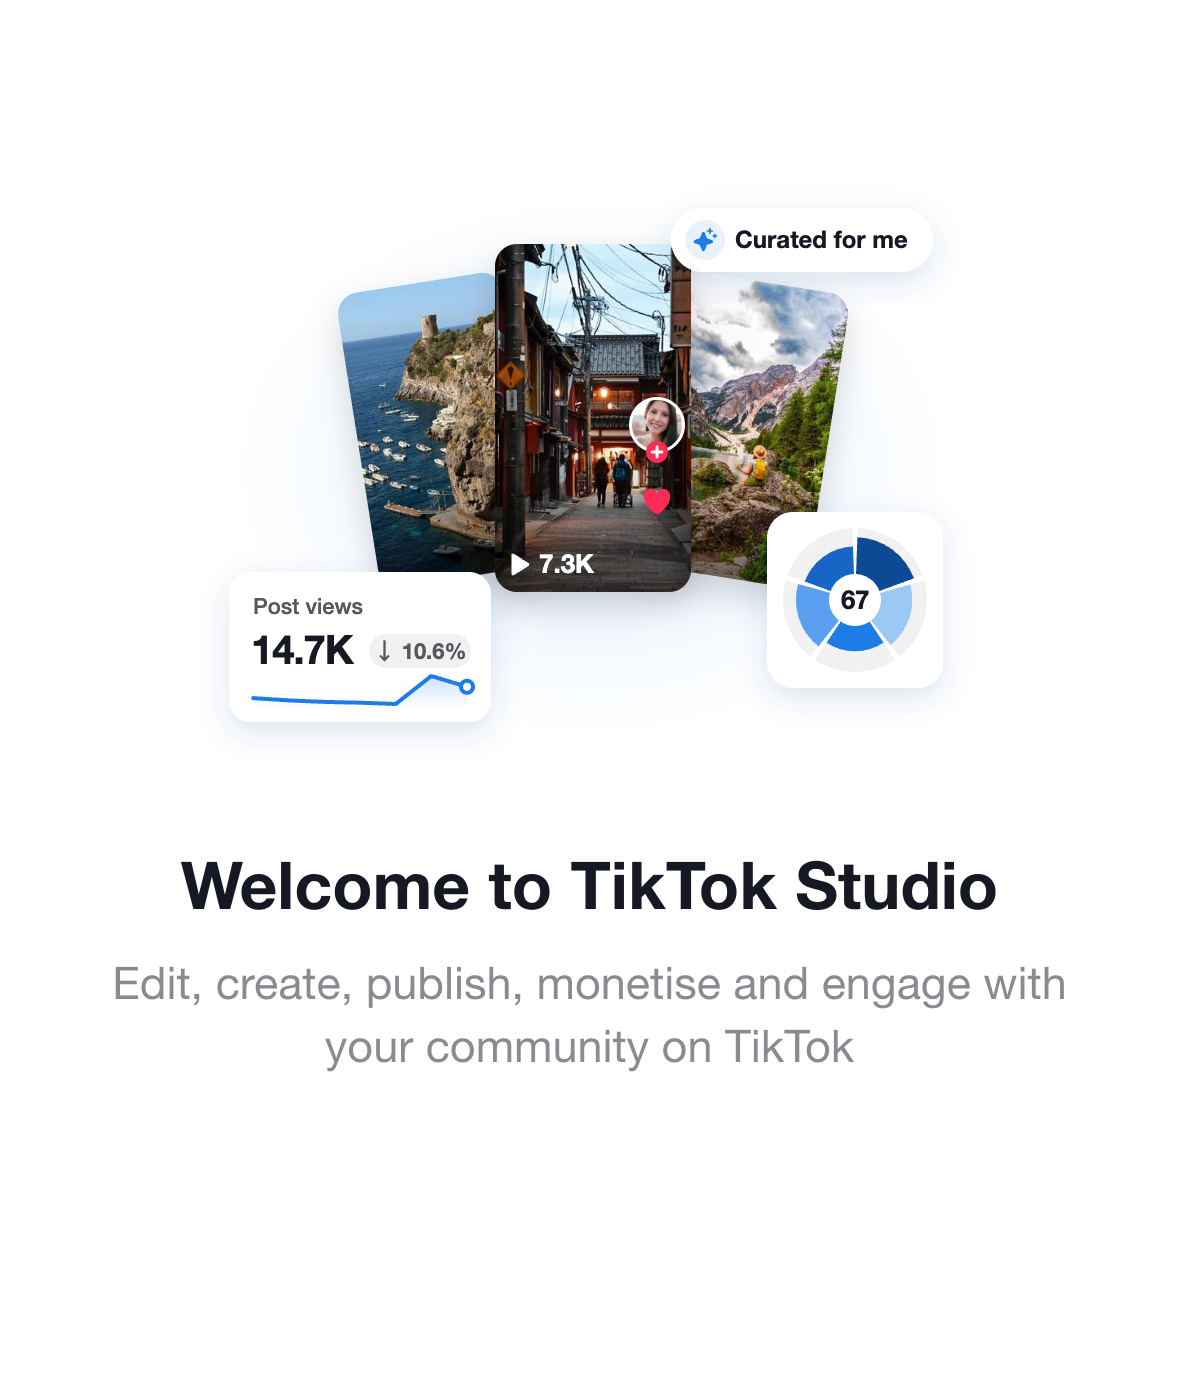 Curated for me
7.3K
Post views
14.7K ↓ 10.6%
67
Welcome to TikTok Studio
Edit, create, publish, monetise and engage with
your community on TikTok